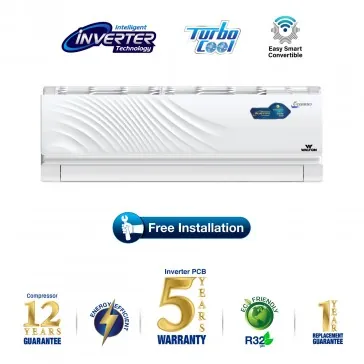 Intelligent
iNVERTER
Technology
Turbo
Cool
Easy Smart
Convertible
WALTON
Free Installation
Compressor
12
YEARS
GUARANTEE
ENERGY EFFICIENT
Inverter PCB
5
YEARS
WARRANTY
ECO FRIENDLY
R32
1
YEAR
REPLACEMENT
GUARANTEE